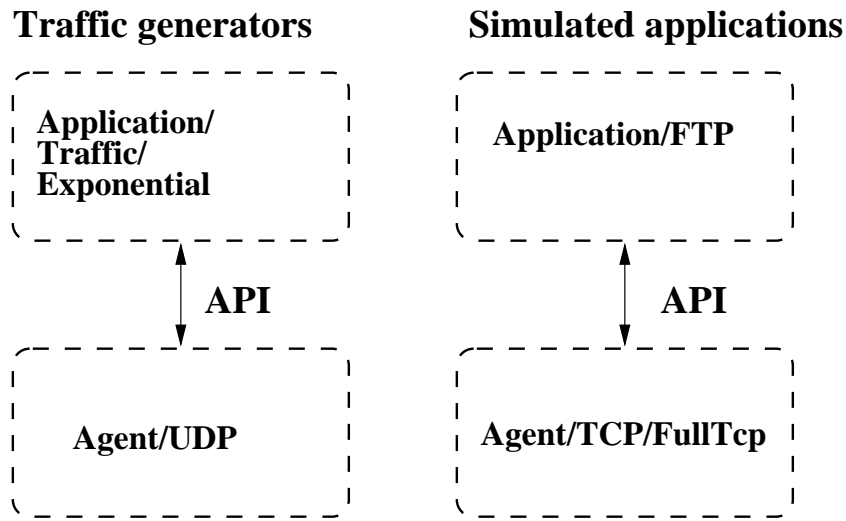 Traffic generators
Application/
Traffic/
Exponential
API
Agent/UDP
Simulated applications
Application/FTP
API
Agent/TCP/FullTcp